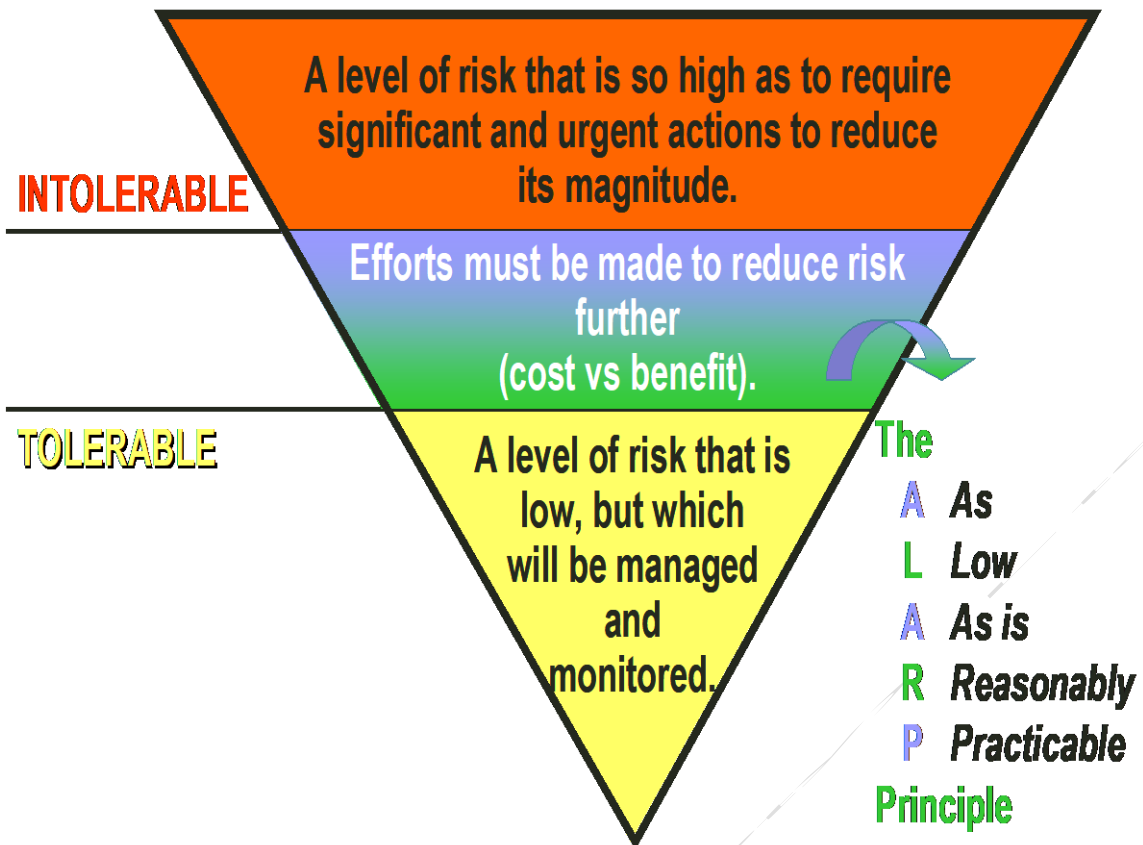 A level of risk that is so high as to require
significant and urgent actions to reduce
its magnitude.
INTOLERABLE
Efforts must be made to reduce risk
further
(cost vs benefit).
TOLERABLE
A level of risk that is
low, but which
will be managed
and
monitored.
The
A As
L Low
A As is
R Reasonably
P Practicable
Principle